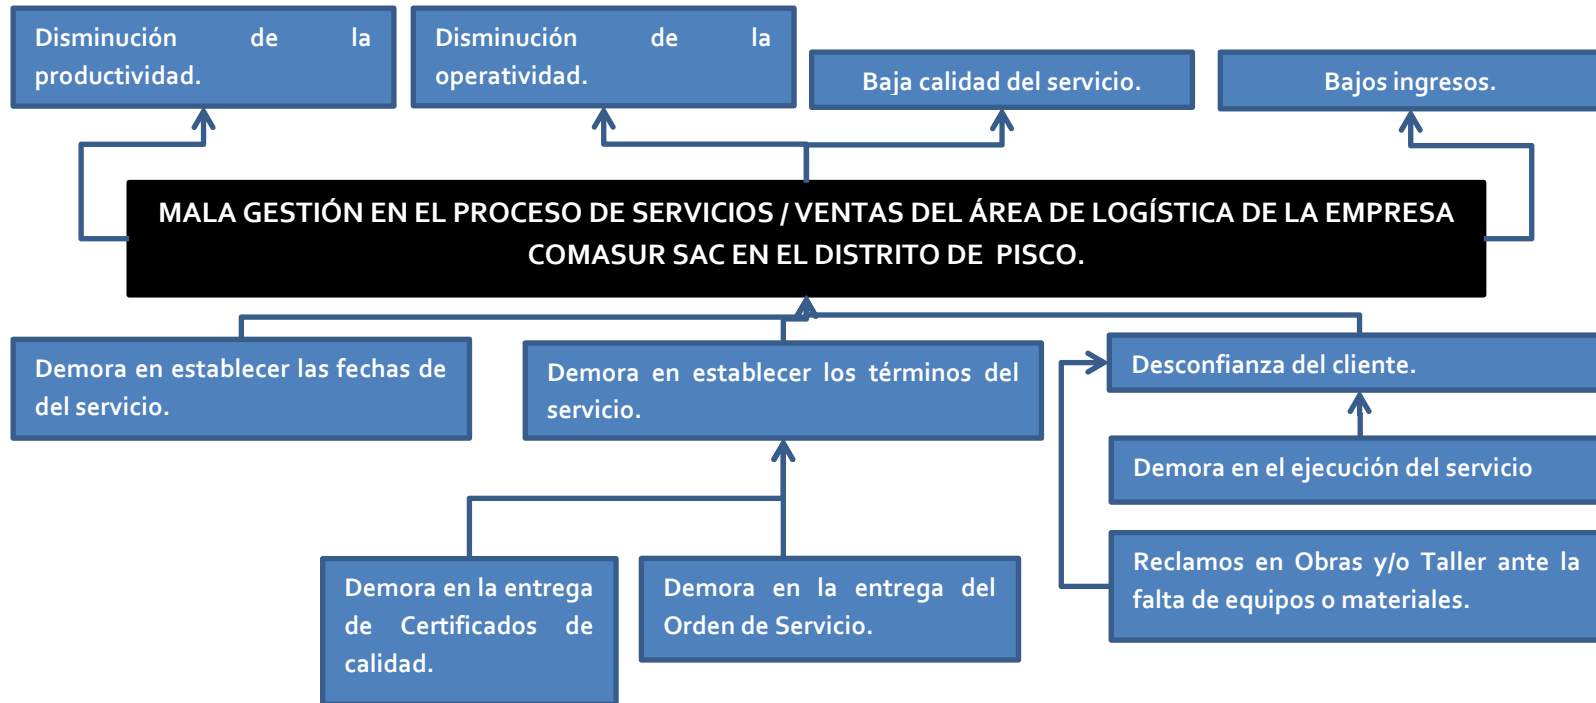 Disminución de la
productividad.
Disminución de la
operatividad.
Baja calidad del servicio.
Bajos ingresos.
MALA GESTIÓN EN EL PROCESO DE SERVICIOS / VENTAS DEL ÁREA DE LOGÍSTICA DE LA EMPRESA
COMASUR SAC EN EL DISTRITO DE PISCO.
Demora en establecer las fechas de
del servicio.
Demora en establecer los términos del
servicio.
Desconfianza del cliente.
Demora en el ejecución del servicio
Reclamos en Obras y/o Taller ante la
falta de equipos o materiales.
Demora en la entrega
de Certificados de
calidad.
Demora en la entrega del
Orden de Servicio.